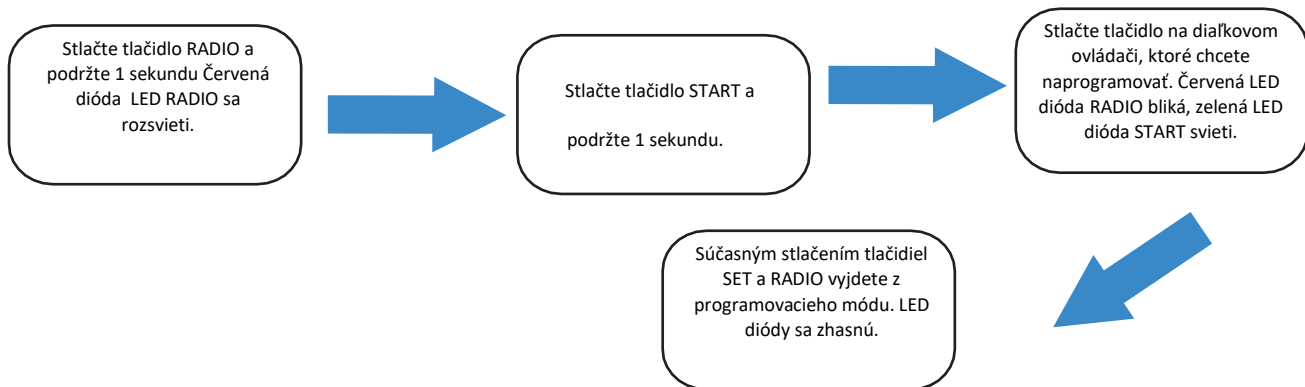 Stlačte tlačidlo RADIO a
podržte 1 sekundu Červená
dióda LED RADIO sa
rozsvieti.
Stlačte tlačidlo START a
podržte 1 sekundu.
Stlačte tlačidlo na diaľkovom
ovládači, ktoré chcete
naprogramovať. Červená LED
dióda RADIO bliká, zelená LED
dióda START svieti.
Súčasným stlačením tlačidiel
SET a RADIO vyjdete z
programovacieho módu. LED
diódy sa zhasnú.